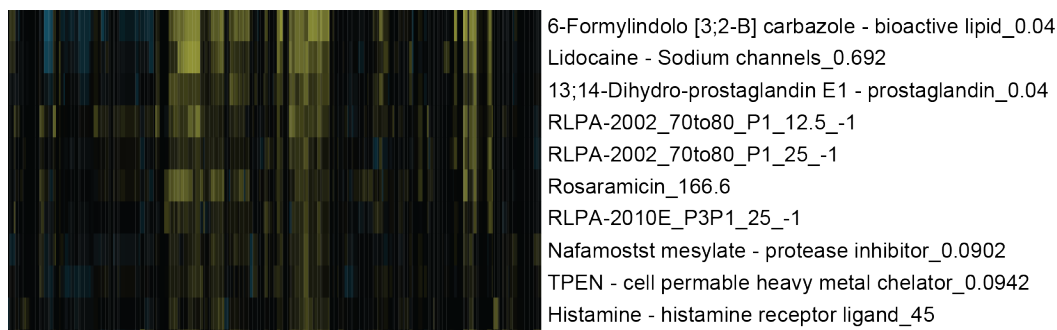 6-Formylindolo [3;2-B] carbazole - bioactive lipid_0.04
Lidocaine - Sodium channels_0.692
13;14-Dihydro-prostaglandin E1 - prostaglandin_0.04
RLPA-2002_70to80_P1_12.5_-1
RLPA-2002_70to80_P1_25_-1
Rosaramicin_166.6
RLPA-2010E_P3P1_25_-1
Nafamostst mesylate - protease inhibitor_0.0902
TPEN - cell permable heavy metal chelator_0.0942
Histamine - histamine receptor ligand_45